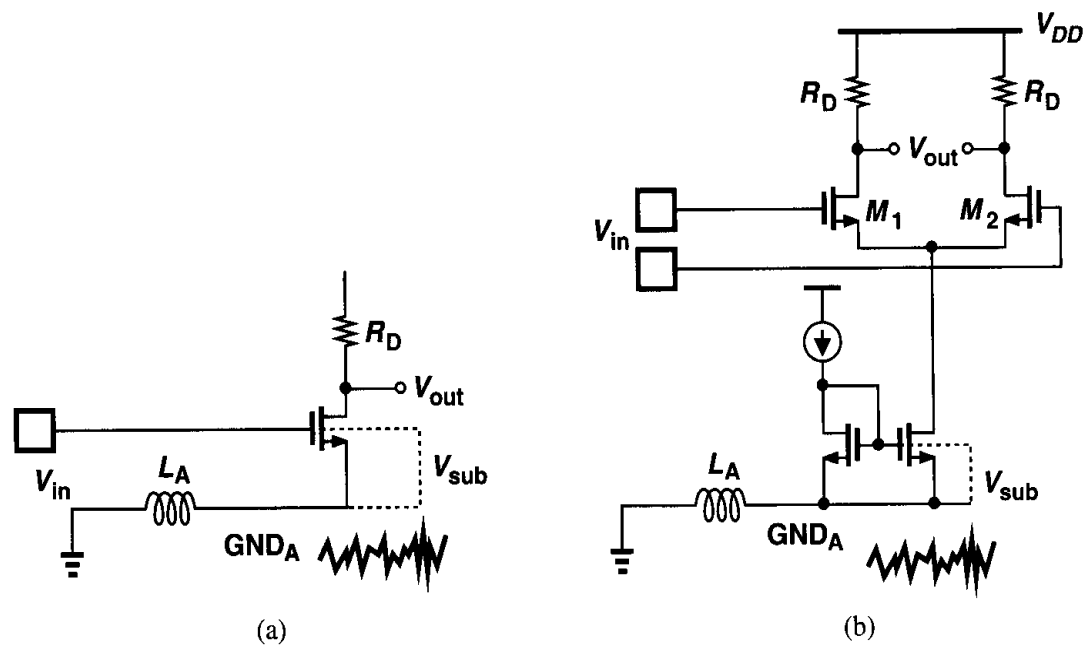 R_D
V_out
V_in
L_A
V_sub
GND_A
(a)
V_DD
R_D
R_D
V_out
M_1
M_2
V_in
L_A
V_sub
GND_A
(b)